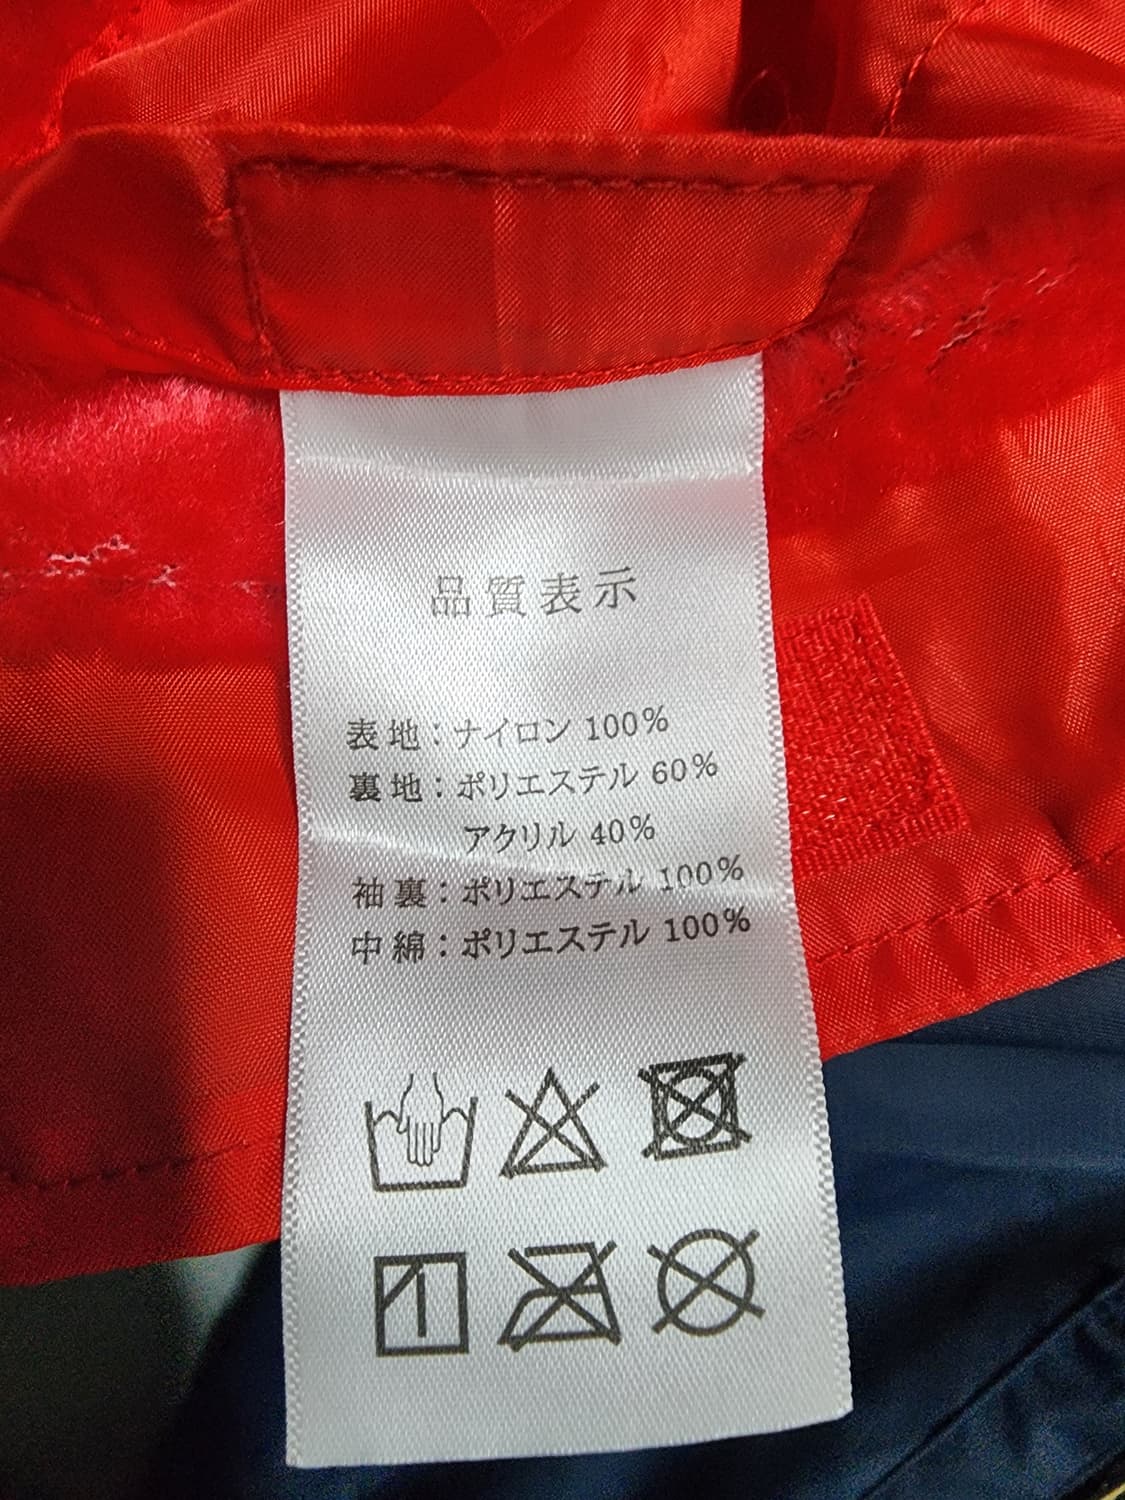 品質表示
表地：ナイロン 100%
裏地：ポリエステル 60%
アクリル 40%
袖裏：ポリエステル 100%
中綿：ポリエステル 100%